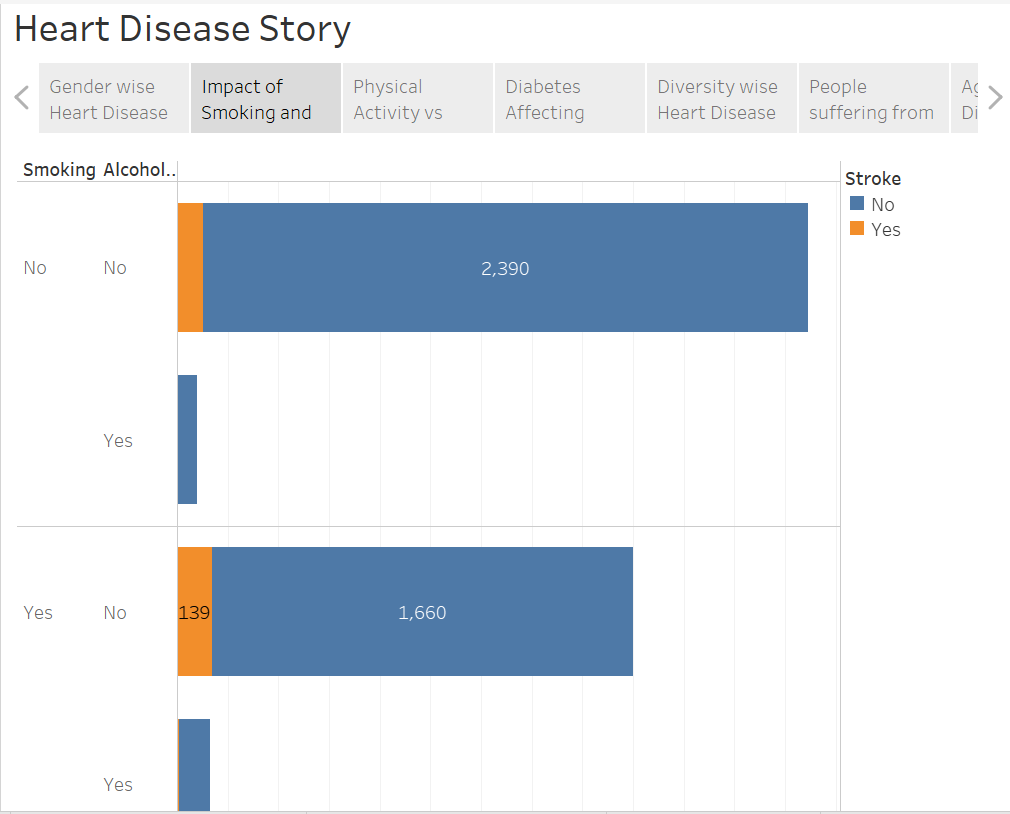 Heart Disease Story
Gender wise
Heart Disease
Impact of
Smoking and
Physical
Activity vs
Diabetes
Affecting
Diversity wise
Heart Disease
People
suffering from
Ag
Di
Smoking Alcohol..
Stroke
No
Yes
No No 2,390
Yes
Yes No 139 1,660
Yes